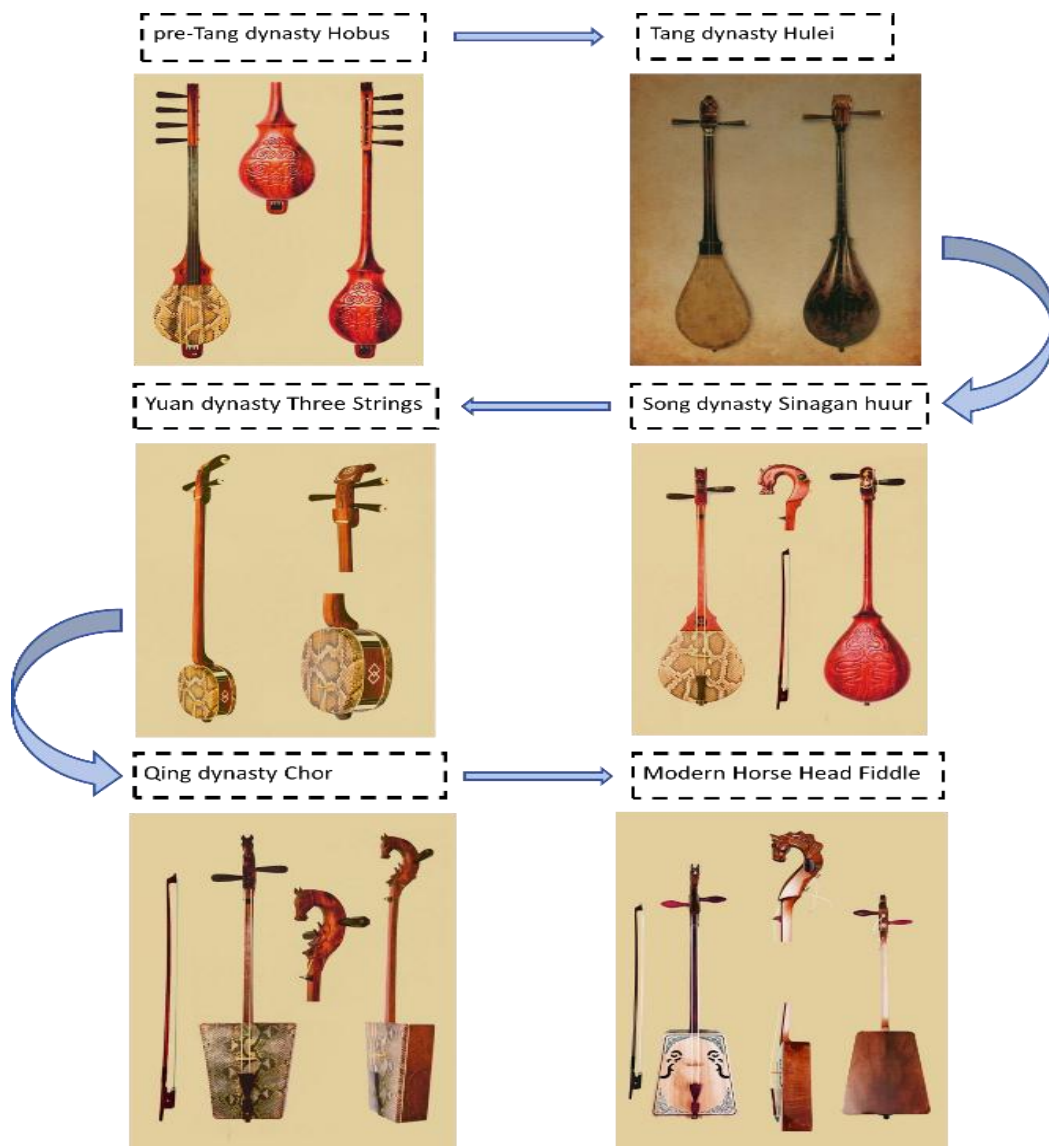 pre-Tang dynasty Hobus
Tang dynasty Hulei
Yuan dynasty Three Strings
Song dynasty Sinagan huur
Qing dynasty Chor
Modern Horse Head Fiddle